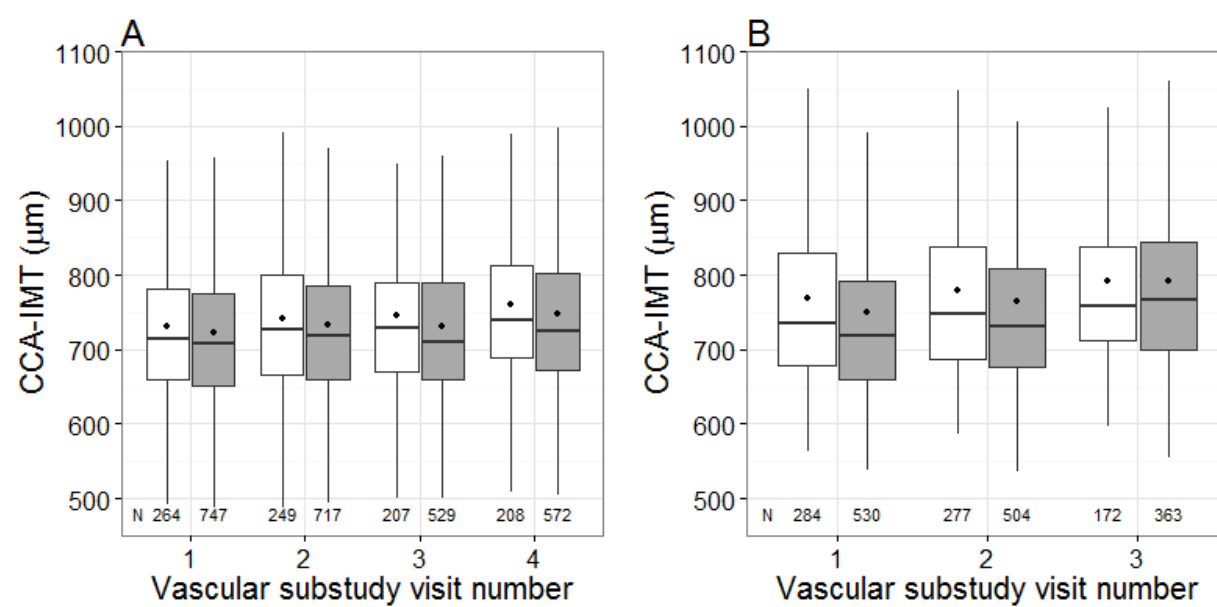 A
1100
1000
900
800
700
600
500
CCA-IMT (μm)
N 264 747 249 717 207 529 208 572
1 2 3 4
Vascular substudy visit number
B
1100
1000
900
800
700
600
500
CCA-IMT (μm)
N 284 530 277 504 172 363
1 2 3
Vascular substudy visit number